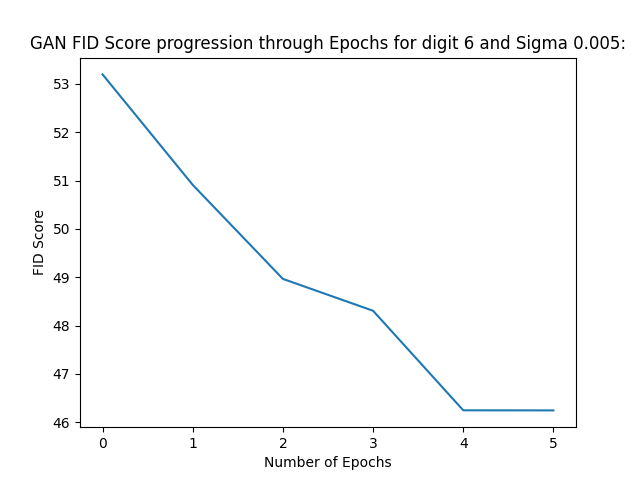 GAN FID Score progression through Epochs for digit 6 and Sigma 0.005:
53
52
51
50
49
48
47
46
FID Score
0 1 2 3 4 5
Number of Epochs